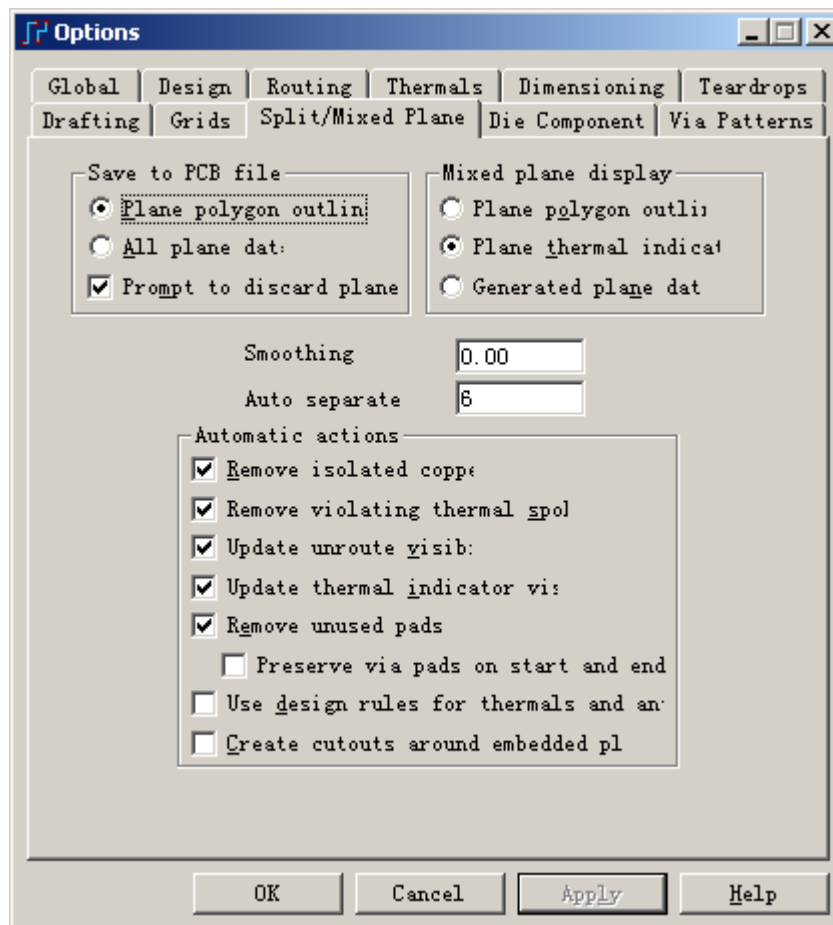 Options
Global Design Routing Thermals Dimensioning Teardrops
Drafting Grids Split/Mixed Plane Die Component Via Patterns
Save to PCB file
Plane polygon outlin
All plane dat
Prompt to discard plane
Mixed plane display
Plane polygon outlin
Plane thermal indicat
Generated plane dat
Smoothing 0.00
Auto separate 6
Automatic actions
Remove isolated coppe
Remove violating thermal spol
Update unroute visib
Update thermal indicator vis
Remove unused pads
Preserve via pads on start and end
Use design rules for thermals and an
Create cutouts around embedded pl
OK Cancel Apply Help